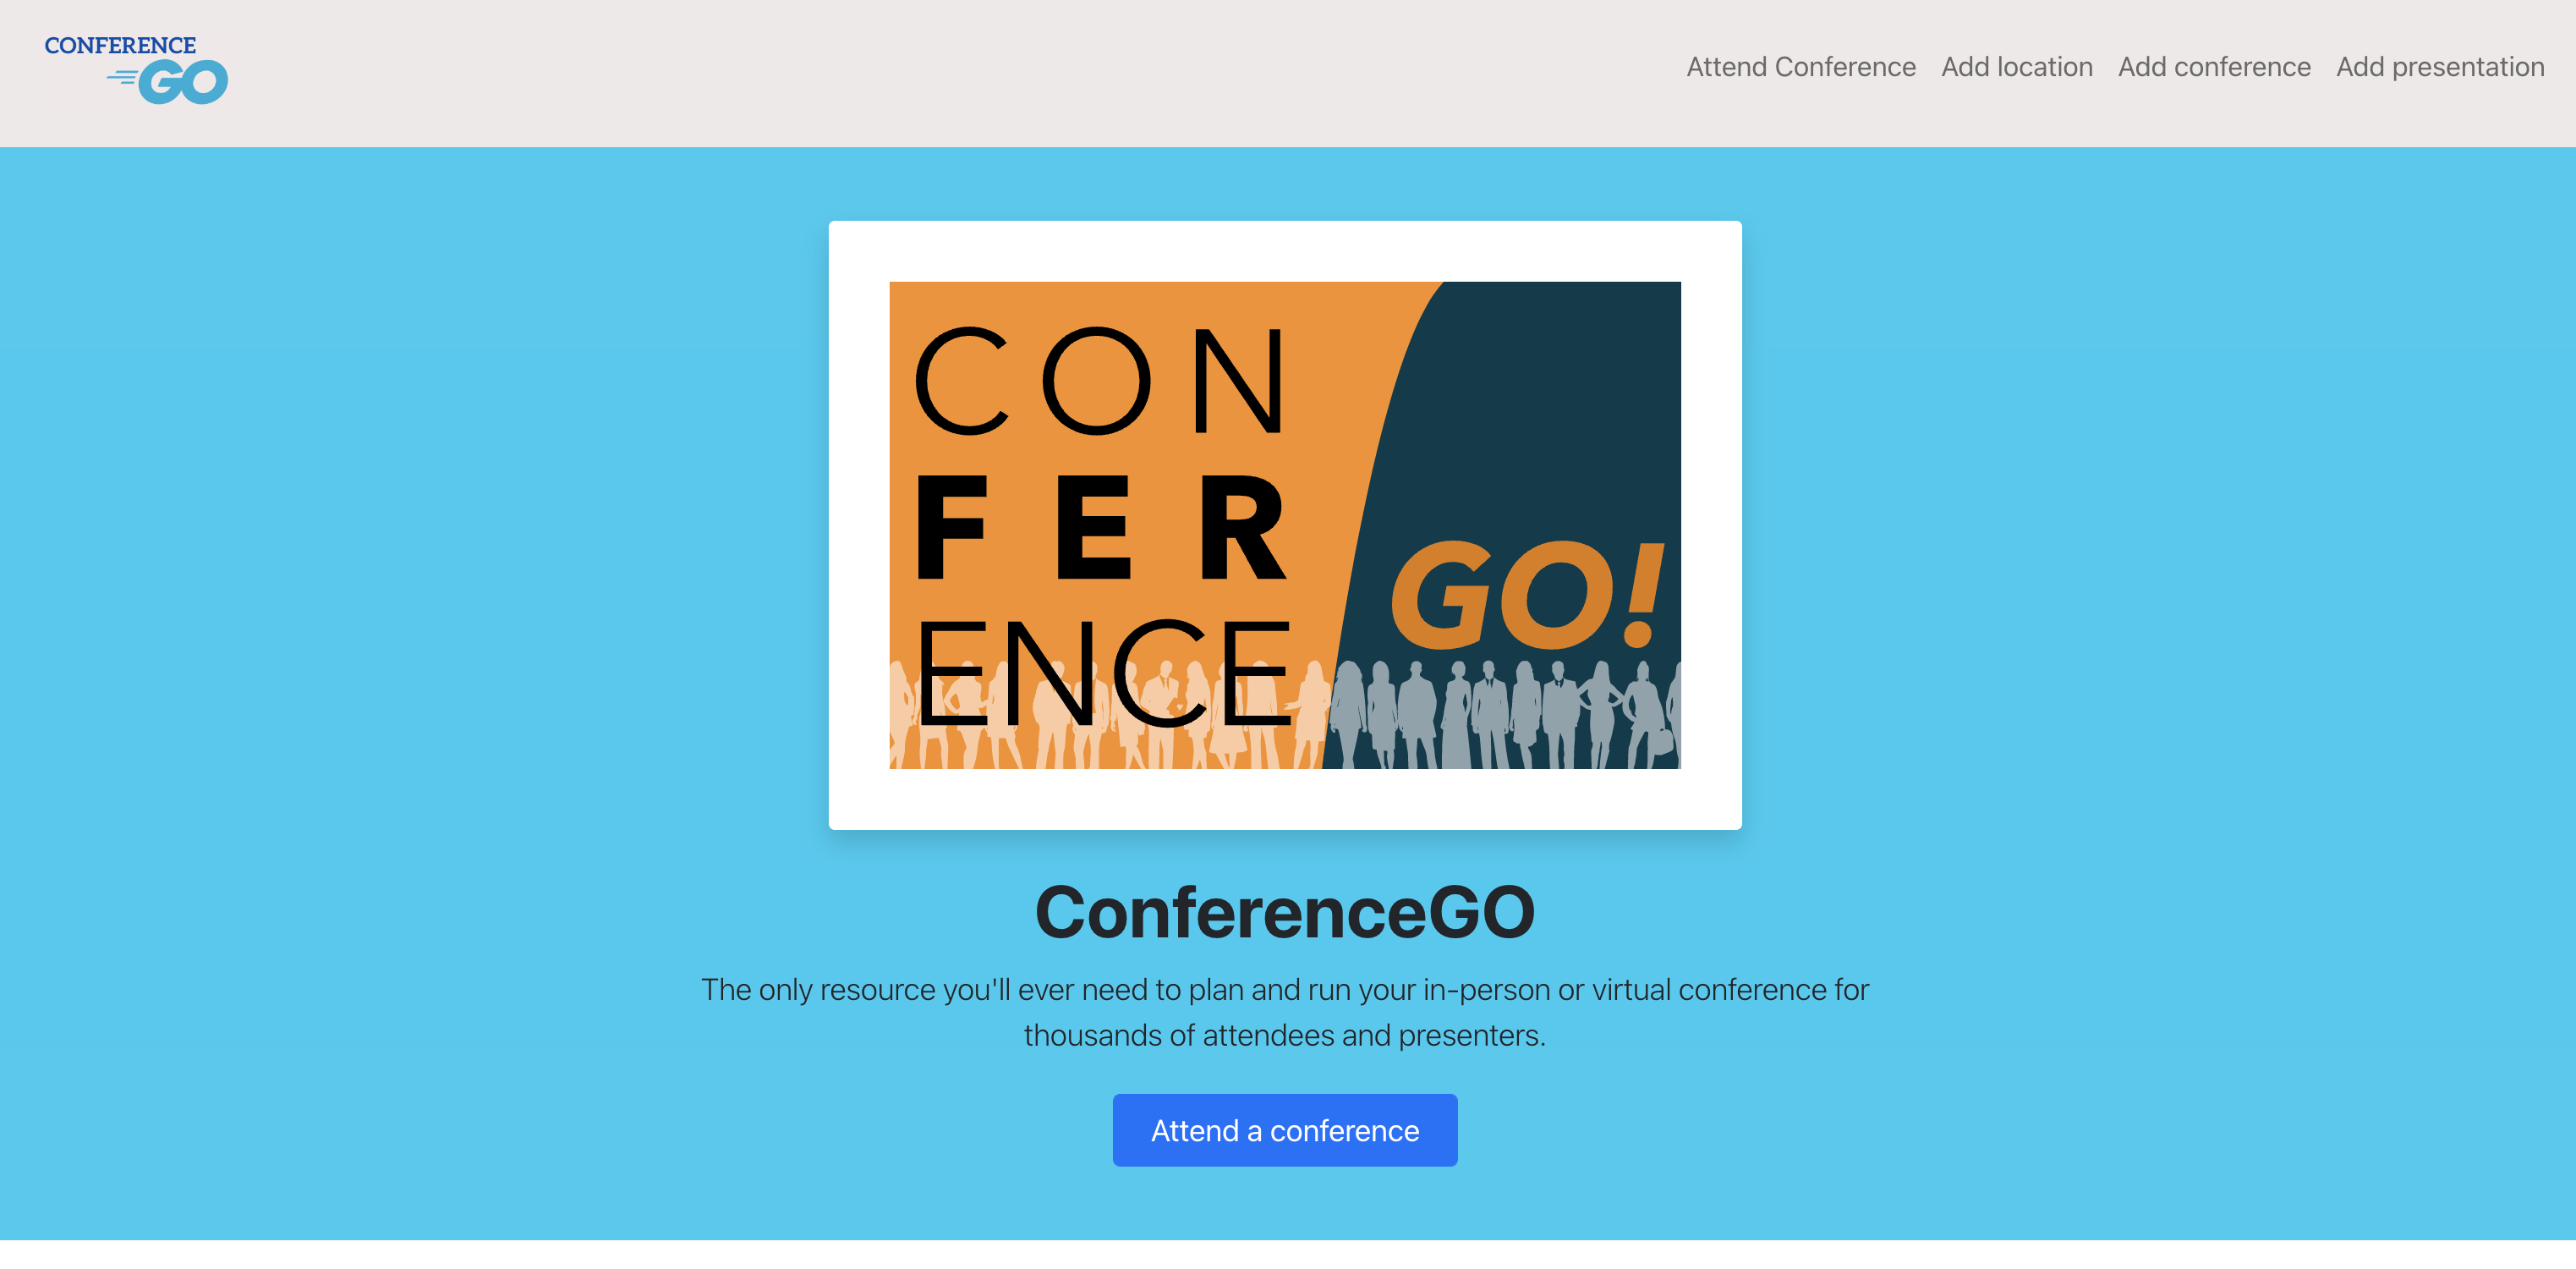 CONFERENCE
GO
Attend Conference Add location Add conference Add presentation
CON
FER
ENCE
GO!
ConferenceGO
The only resource you'll ever need to plan and run your in-person or virtual conference for
thousands of attendees and presenters.
Attend a conference